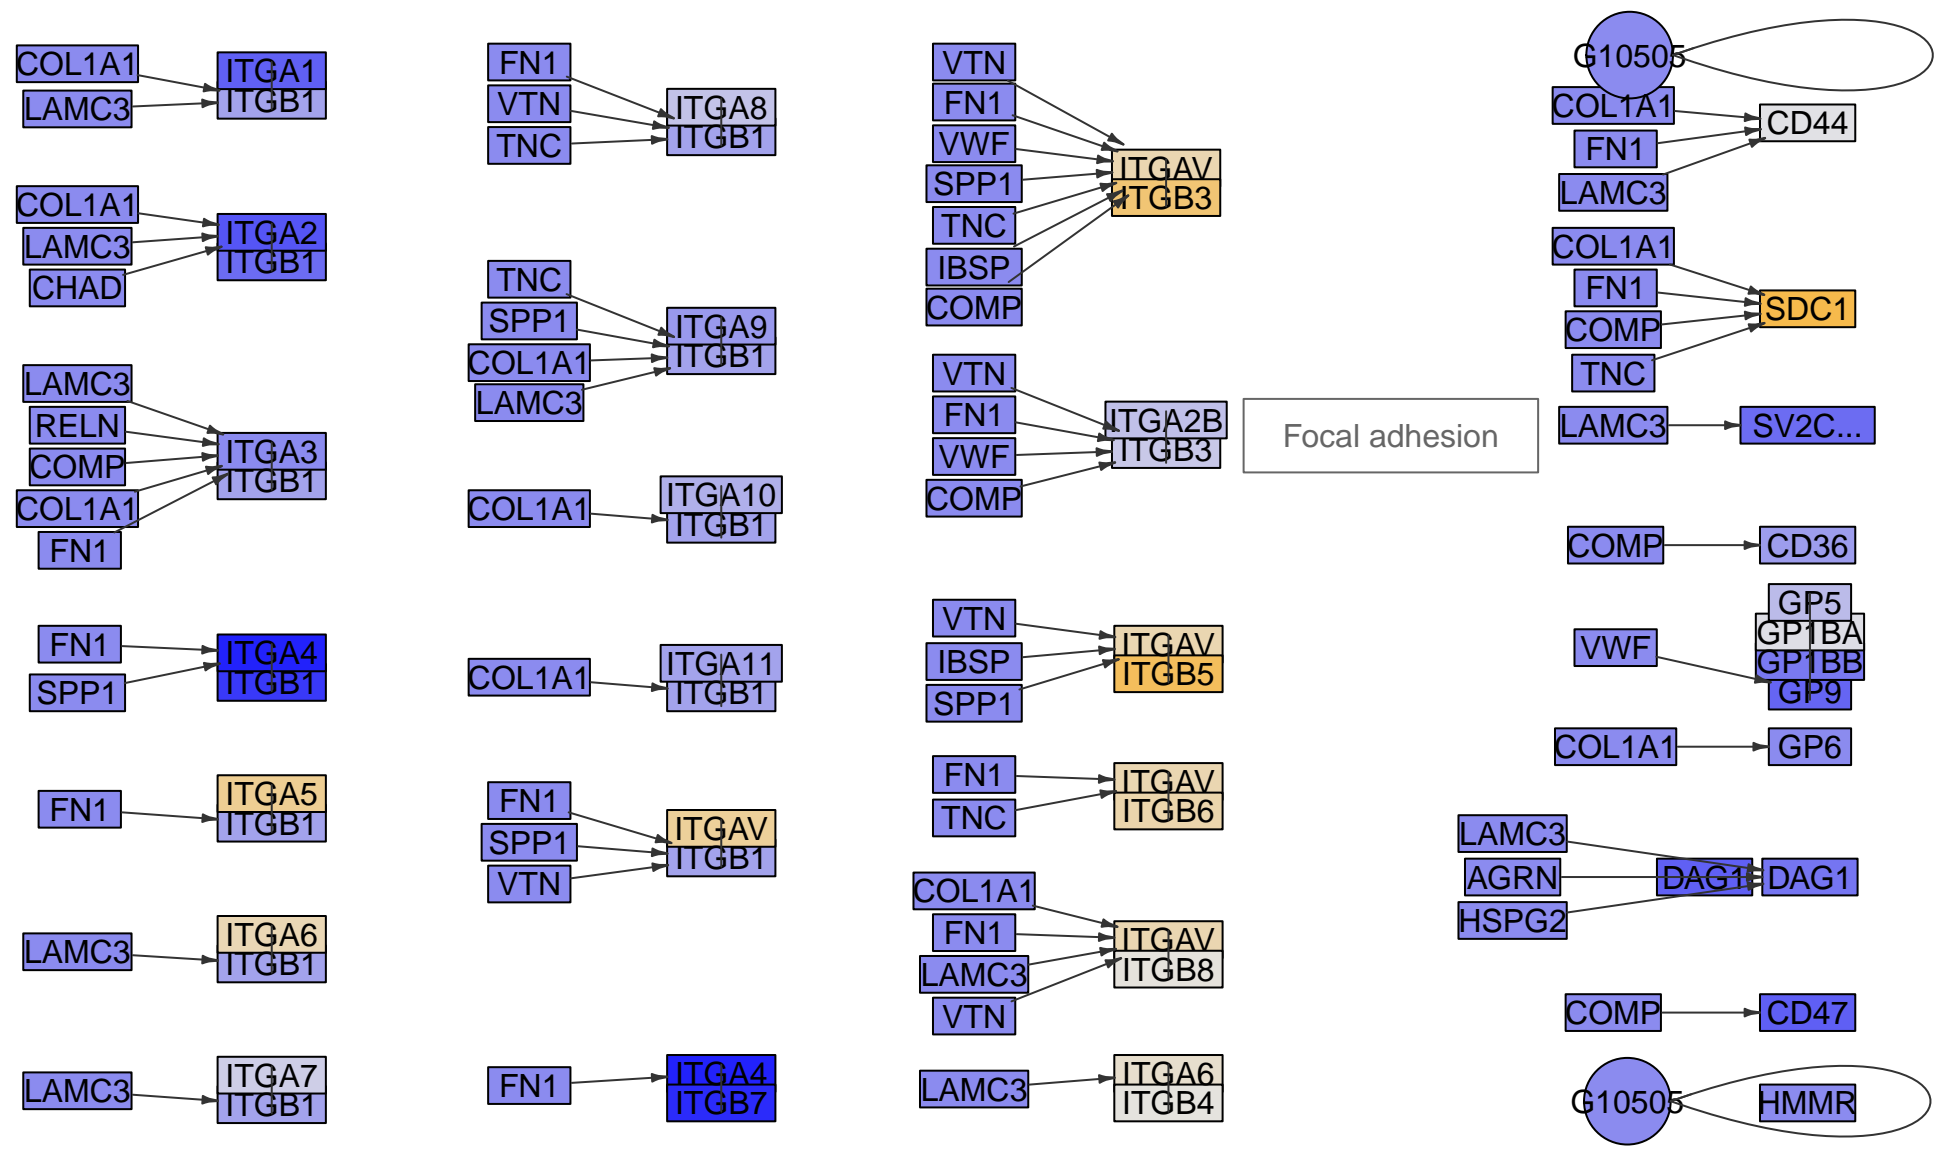 COL1A1
LAMC3
ITGA1
ITGB1
COL1A1
LAMC3
CHAD
ITGA2
ITGB1
LAMC3
RELN
COMP
COL1A1
FN1
ITGA3
ITGB1
FN1
SPP1
ITGA4
ITGB1
FN1
ITGA5
ITGB1
LAMC3
ITGA6
ITGB1
LAMC3
ITGA7
ITGB1
FN1
VTN
TNC
ITGA8
ITGB1
TNC
SPP1
COL1A1
LAMC3
ITGA9
ITGB1
COL1A1
ITGA10
ITGB1
COL1A1
ITGA11
ITGB1
FN1
SPP1
VTN
ITGAV
ITGB1
FN1
ITGA4
ITGB7
VTN
FN1
VWF
SPP1
TNC
IBSP
COMP
ITGAV
ITGB3
VTN
FN1
VWF
COMP
ITGA2B
ITGB3
Focal adhesion
VTN
IBSP
SPP1
ITGAV
ITGB5
FN1
TNC
ITGAV
ITGB6
COL1A1
FN1
LAMC3
VTN
ITGAV
ITGB8
LAMC3
ITGA6
ITGB4
G10505
COL1A1
FN1
LAMC3
CD44
COL1A1
FN1
COMP
TNC
SDC1
LAMC3
SV2C...
COMP
CD36
VWF
GP5
GP1BA
GP1BB
GP9
COL1A1
GP6
LAMC3
AGRN
HSPG2
DAG1
DAG1
COMP
CD47
G10505
HMMR